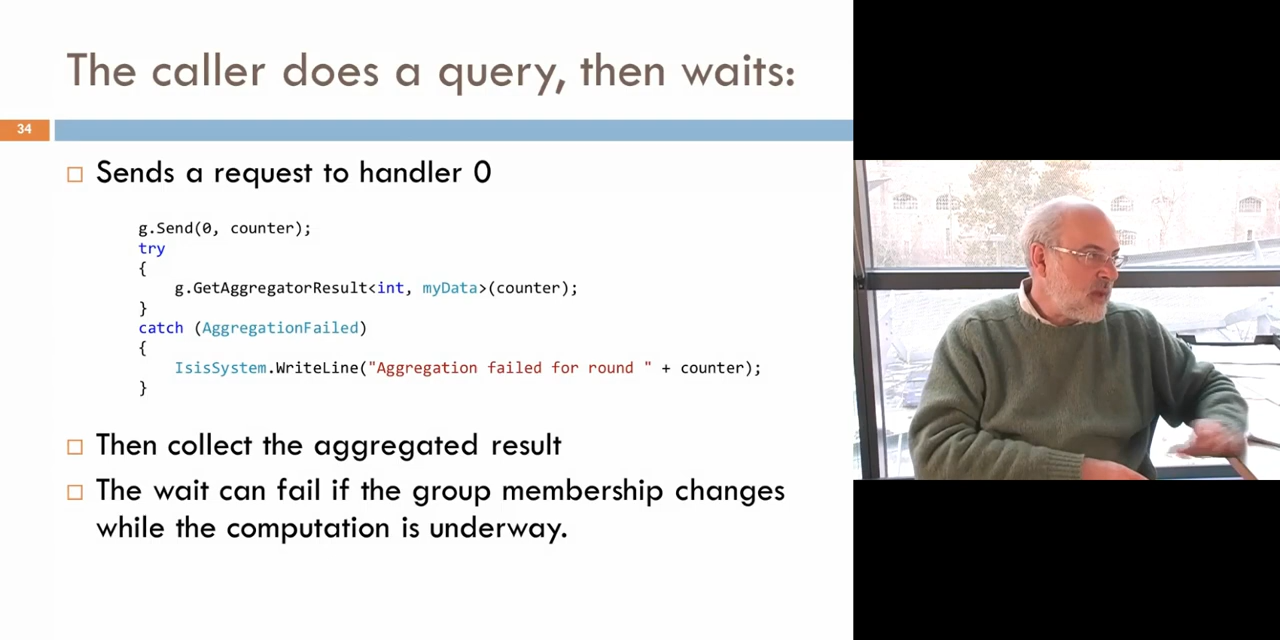 The caller does a query, then waits:
34
Sends a request to handler 0
g.Send(0, counter);
try
{
g.GetAggregatorResult<int, myData>(counter);
}
catch (AggregationFailed)
{
IsisSystem.WriteLine("Aggregation failed for round " + counter);
}
Then collect the aggregated result
The wait can fail if the group membership changes
while the computation is underway.